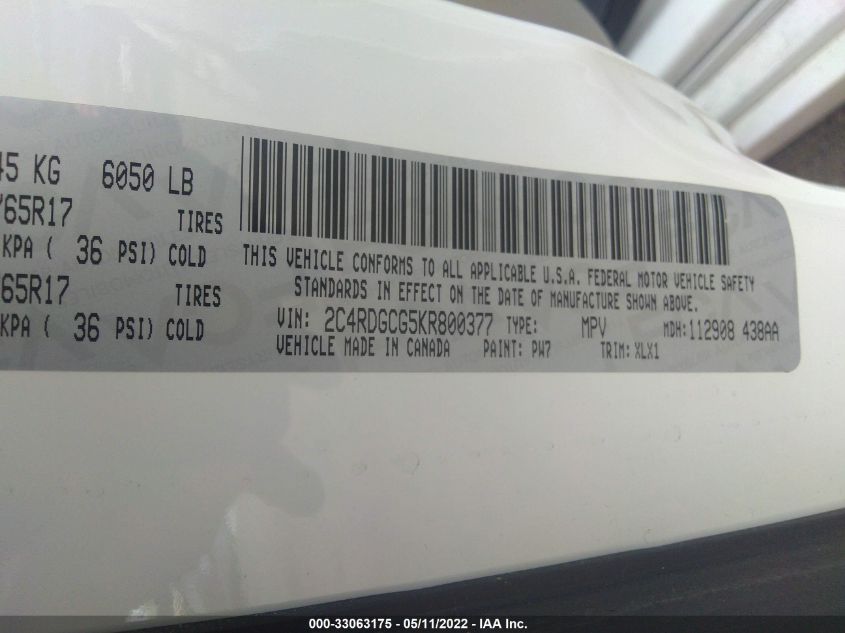 45 KG 6050 LB
/65R17 TIRES
KPA ( 36 PSI) COLD
/65R17 TIRES
KPA ( 36 PSI) COLD
THIS VEHICLE CONFORMS TO ALL APPLICABLE U.S.A. FEDERAL MOTOR VEHICLE SAFETY
STANDARDS IN EFFECT ON THE DATE OF MANUFACTURE SHOWN ABOVE.
VIN: 2C4RDGCG5KR800377 TYPE: MPV MDH:112908 438AA
VEHICLE MADE IN CANADA PAINT: PW7 TRIM: XLX1
000-33063175 - 05/11/2022 - IAA Inc.